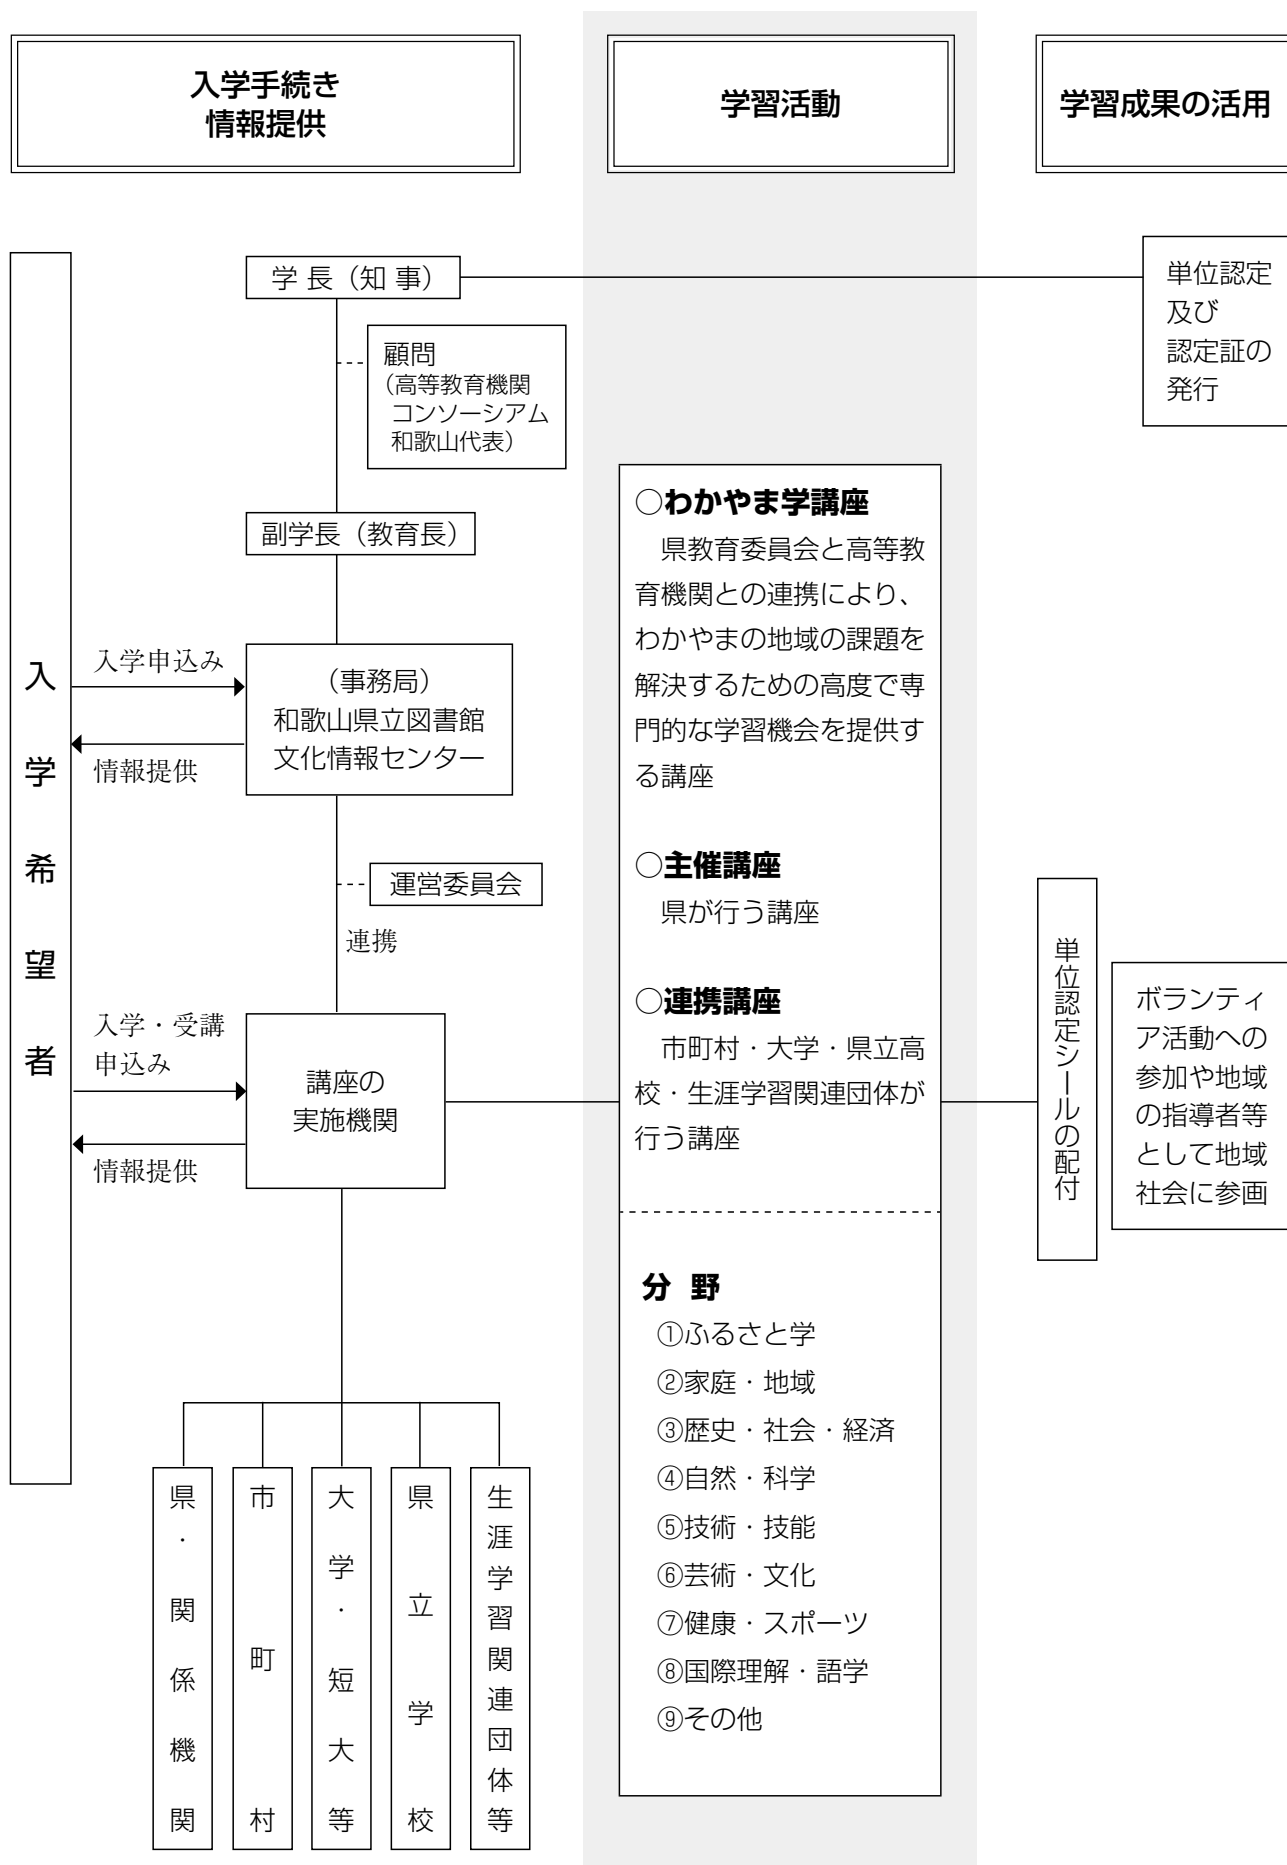 入学手続き
情報提供
学習活動
学習成果の活用
入学希望者
学 長（知 事）
顧問
（高等教育機関
コンソーシアム
和歌山代表）
副学長（教育長）
入学申込み
情報提供
（事務局）
和歌山県立図書館
文化情報センター
運営委員会
連携
入学・受講
申込み
情報提供
講座の
実施機関
県・関係機関
市町村
大学・短大等
県立学校
生涯学習関連団体等
○わかやま学講座
県教育委員会と高等教
育機関との連携により、
わかやまの地域の課題を
解決するための高度で専
門的な学習機会を提供す
る講座
○主催講座
県が行う講座
○連携講座
市町村・大学・県立高
校・生涯学習関連団体が
行う講座
分 野
①ふるさと学
②家庭・地域
③歴史・社会・経済
④自然・科学
⑤技術・技能
⑥芸術・文化
⑦健康・スポーツ
⑧国際理解・語学
⑨その他
単位認定
及び
認定証の
発行
単位認定シールの配付
ボランティ
ア活動への
参加や地域
の指導者等
として地域
社会に参画